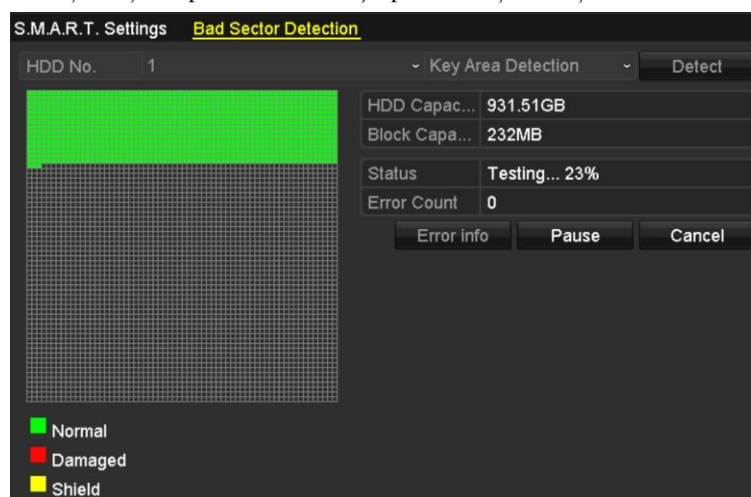 S.M.A.R.T. Settings Bad Sector Detection
HDD No. 1 Key Area Detection Detect
HDD Capac... 931.51GB
Block Capa... 232MB
Status Testing... 23%
Error Count 0
Error info Pause Cancel
Normal
Damaged
Shield